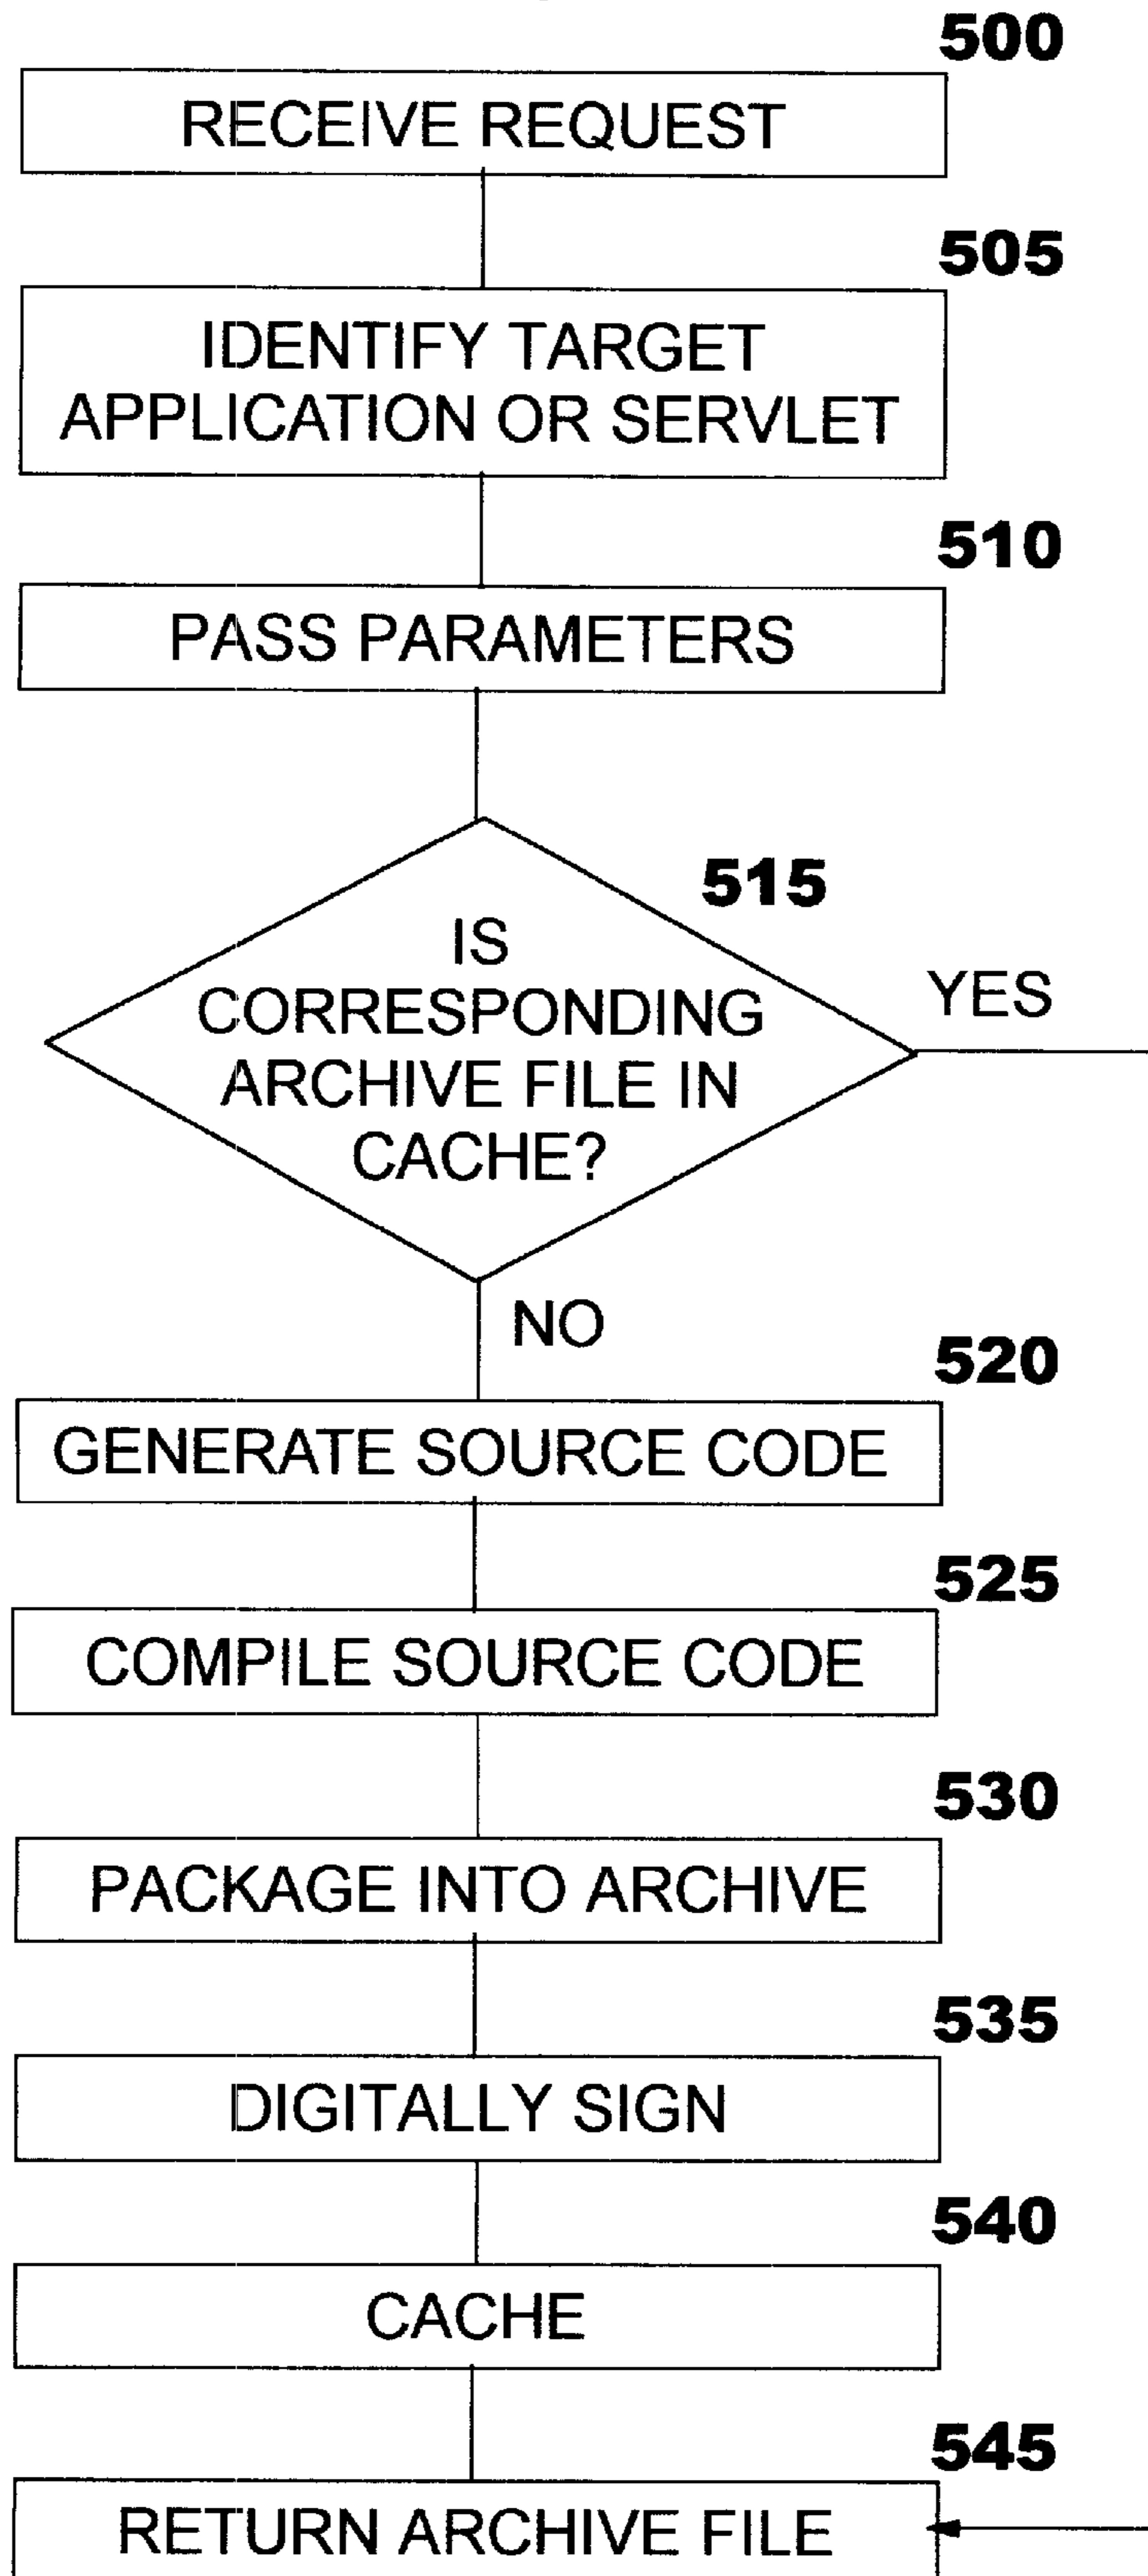 500
RECEIVE REQUEST
505
IDENTIFY TARGET
APPLICATION OR SERVLET
510
PASS PARAMETERS
515
IS
CORRESPONDING
ARCHIVE FILE IN
CACHE?
YES
NO
520
GENERATE SOURCE CODE
525
COMPILE SOURCE CODE
530
PACKAGE INTO ARCHIVE
535
DIGITALLY SIGN
540
CACHE
545
RETURN ARCHIVE FILE